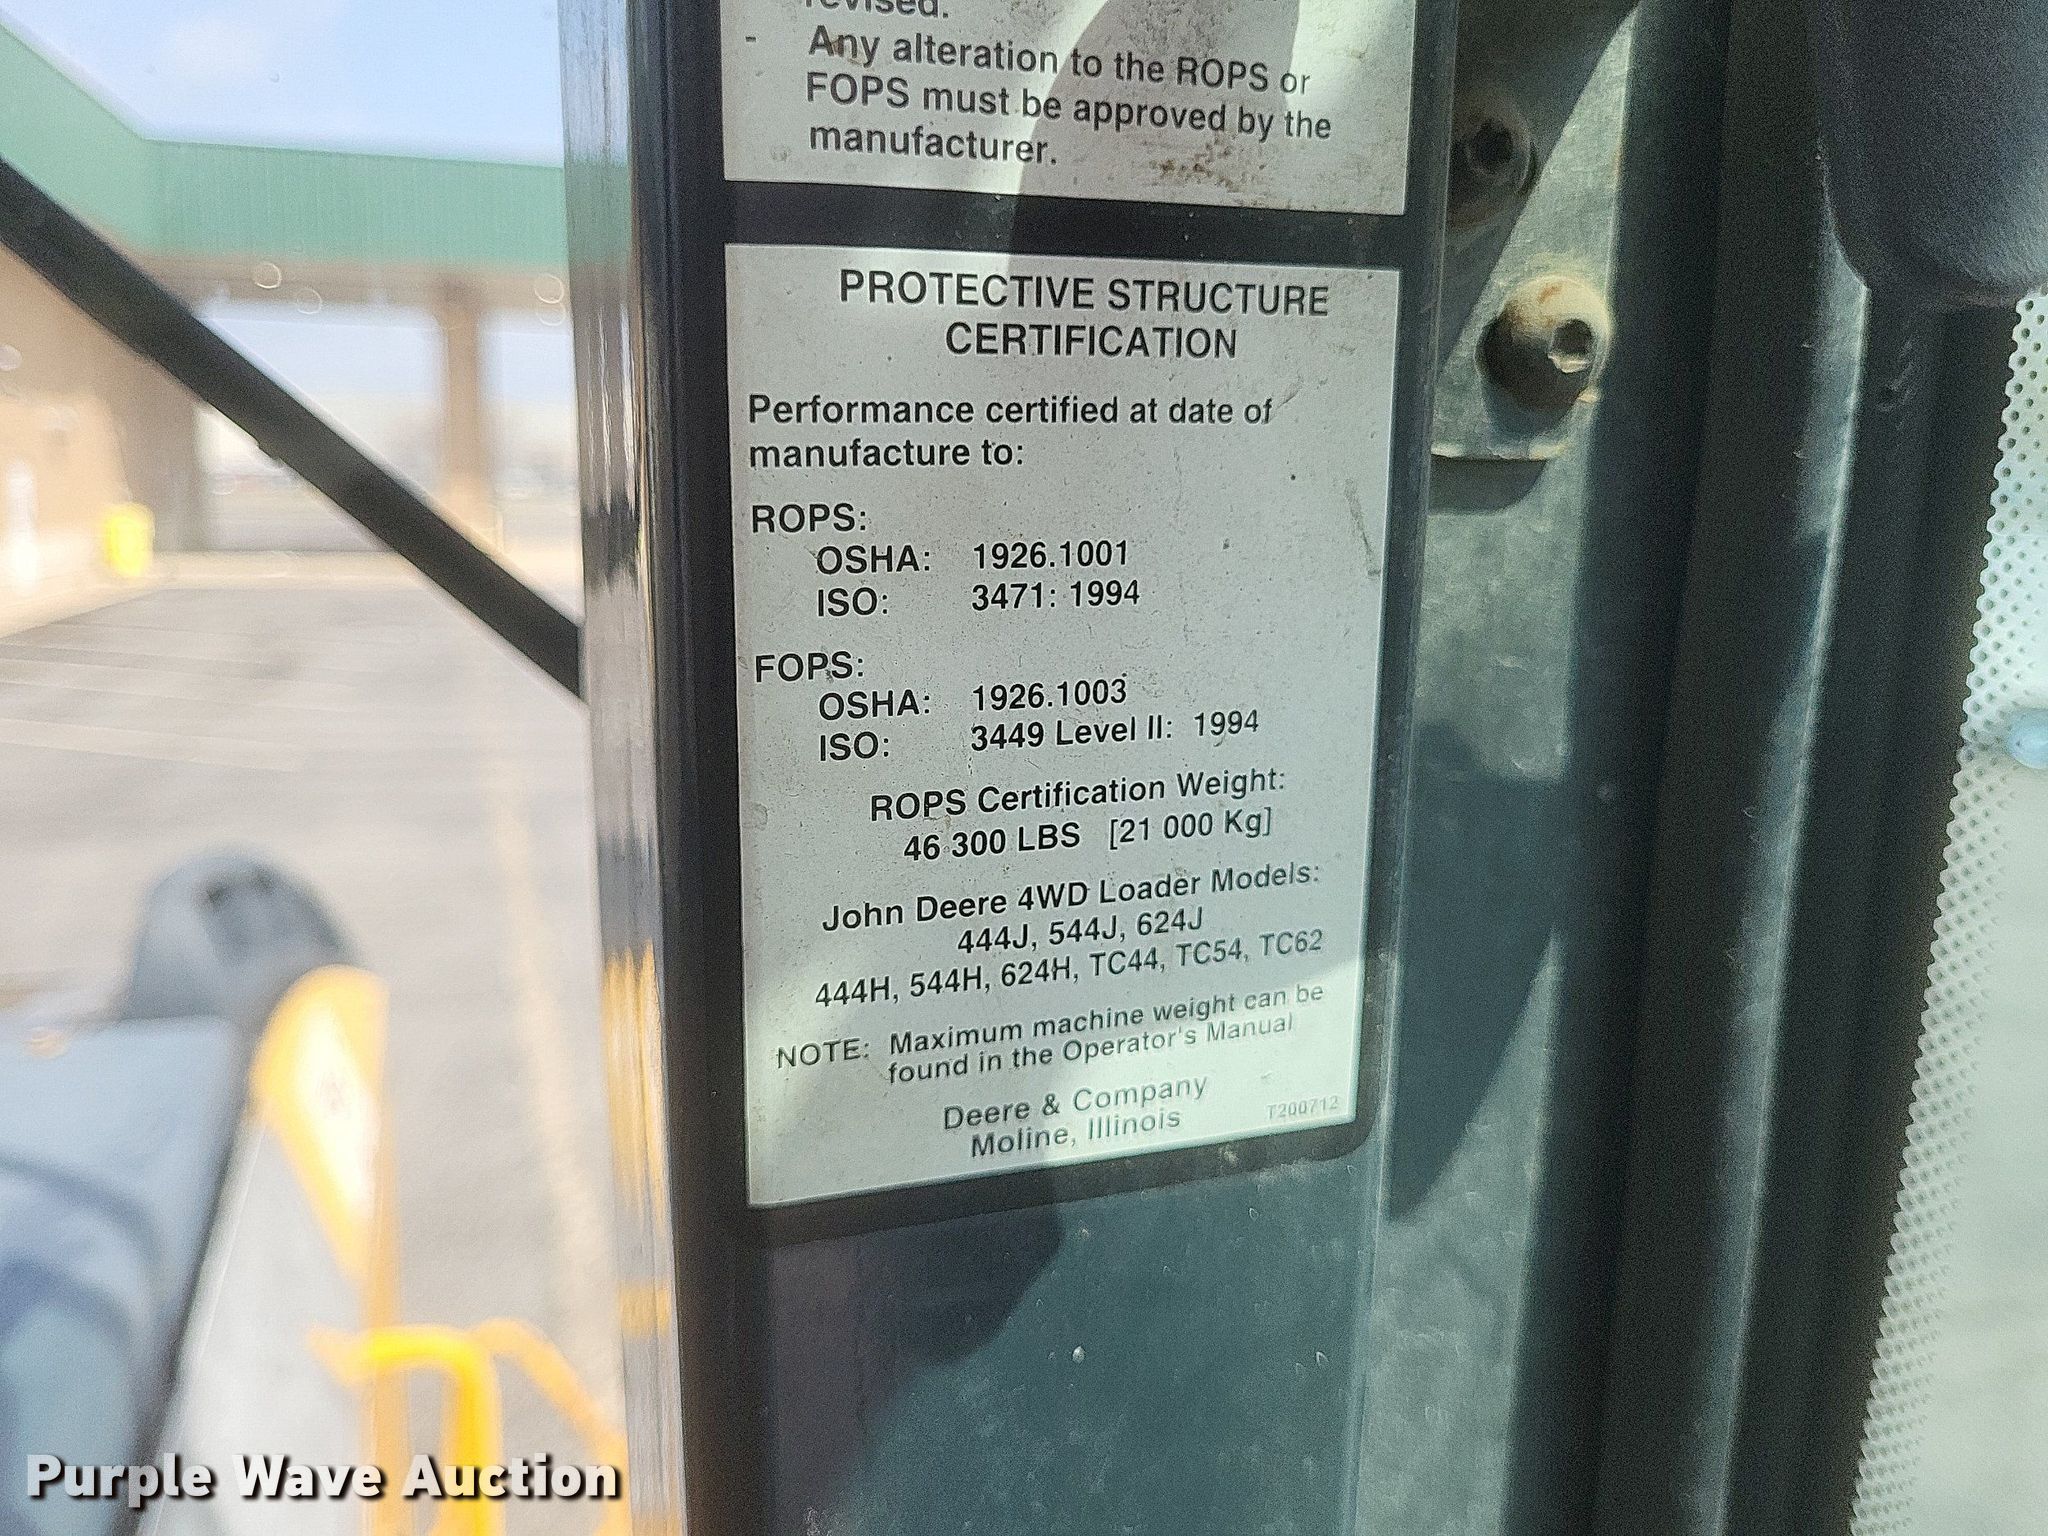 revised.
- Any alteration to the ROPS or
FOPS must be approved by the
manufacturer.
PROTECTIVE STRUCTURE
CERTIFICATION
Performance certified at date of
manufacture to:
ROPS:
OSHA: 1926.1001
ISO: 3471: 1994
FOPS:
OSHA: 1926.1003
ISO: 3449 Level II: 1994
ROPS Certification Weight:
46 300 LBS [21 000 Kg]
John Deere 4WD Loader Models:
444J, 544J, 624J
444H, 544H, 624H, TC44, TC54, TC62
NOTE: Maximum machine weight can be
found in the Operator's Manual
Deere & Company
Moline, Illinois T200712
Purple Wave Auction